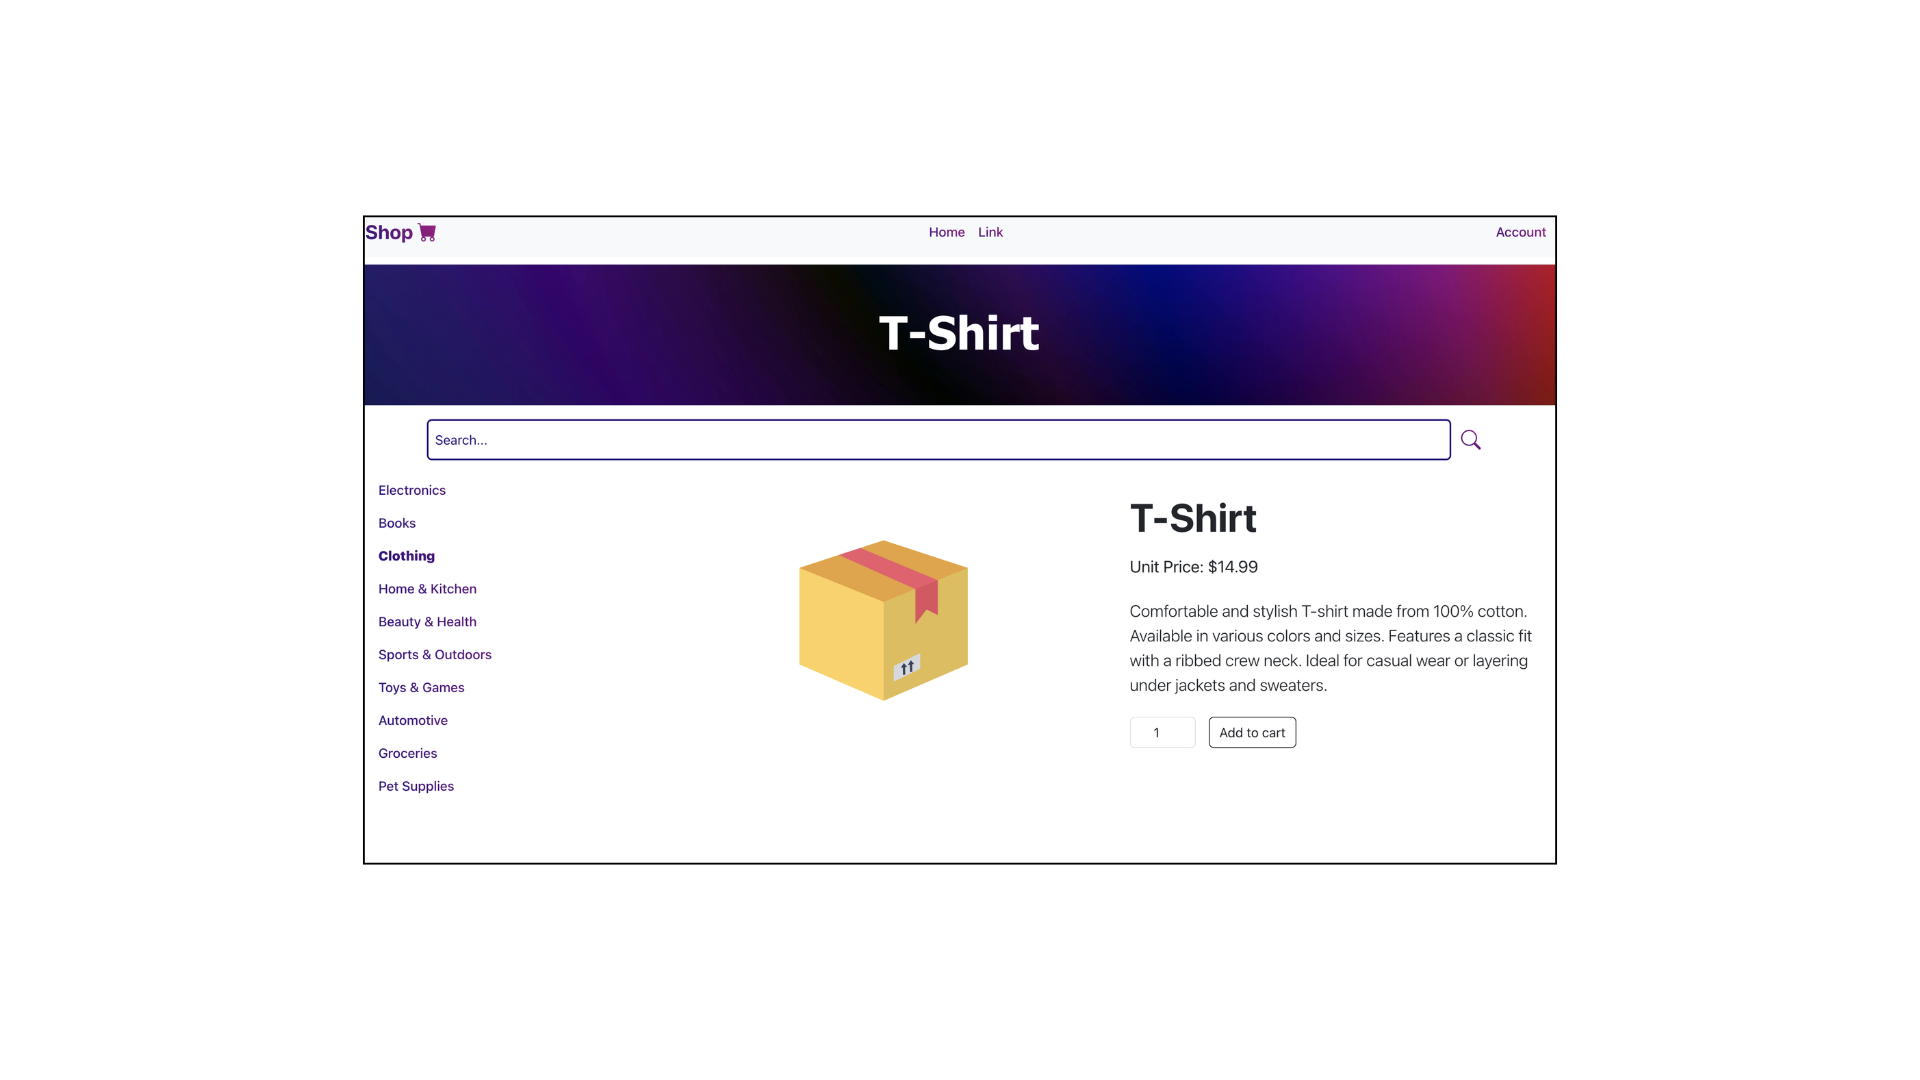 Shop
Home Link
Account
T-Shirt
Search...
Electronics
Books
Clothing
Home & Kitchen
Beauty & Health
Sports & Outdoors
Toys & Games
Automotive
Groceries
Pet Supplies
T-Shirt
Unit Price: $14.99
Comfortable and stylish T-shirt made from 100% cotton.
Available in various colors and sizes. Features a classic fit
with a ribbed crew neck. Ideal for casual wear or layering
under jackets and sweaters.
1
Add to cart